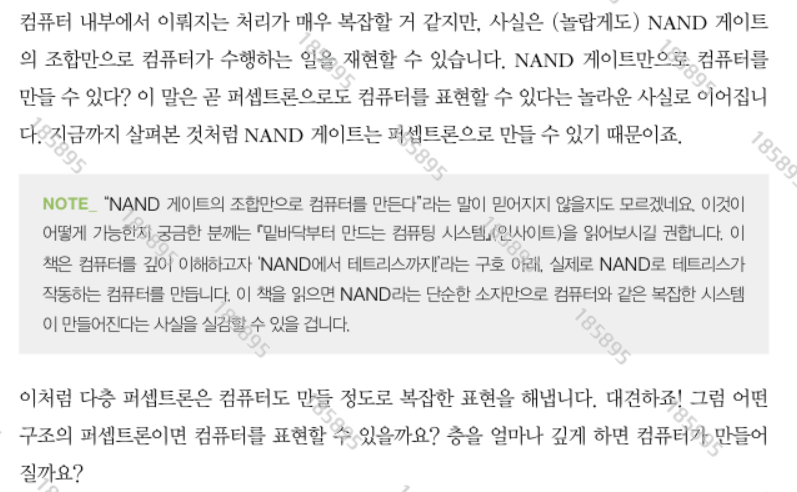 컴퓨터 내부에서 이뤄지는 처리가 매우 복잡할 거 같지만, 사실은 (놀랍게도) NAND 게이트
의 조합만으로 컴퓨터가 수행하는 일을 재현할 수 있습니다. NAND 게이트만으로 컴퓨터를
만들 수 있다? 이 말은 곧 퍼셉트론으로도 컴퓨터를 표현할 수 있다는 놀라운 사실로 이어집니
다. 지금까지 살펴본 것처럼 NAND 게이트는 퍼셉트론으로 만들 수 있기 때문이죠.
NOTE_ “NAND 게이트의 조합만으로 컴퓨터를 만든다”라는 말이 믿어지지 않을지도 모르겠네요. 이것이
어떻게 가능한지 궁금한 분께는 『밑바닥부터 만드는 컴퓨팅 시스템』(인사이트)을 읽어보시길 권합니다. 이
책은 컴퓨터를 깊이 이해하고자 ‘NAND에서 테트리스까지!’라는 구호 아래, 실제로 NAND로 테트리스가
작동하는 컴퓨터를 만듭니다. 이 책을 읽으면 NAND라는 단순한 소자만으로 컴퓨터와 같은 복잡한 시스템
이 만들어진다는 사실을 실감할 수 있을 겁니다.
이처럼 다층 퍼셉트론은 컴퓨터도 만들 정도로 복잡한 표현을 해냅니다. 대견하죠! 그럼 어떤
구조의 퍼셉트론이면 컴퓨터를 표현할 수 있을까요? 층을 얼마나 깊게 하면 컴퓨터가 만들어
질까요?
185895
185895
185895
185895
185895
185895
185895
185895
185895
185895
185895